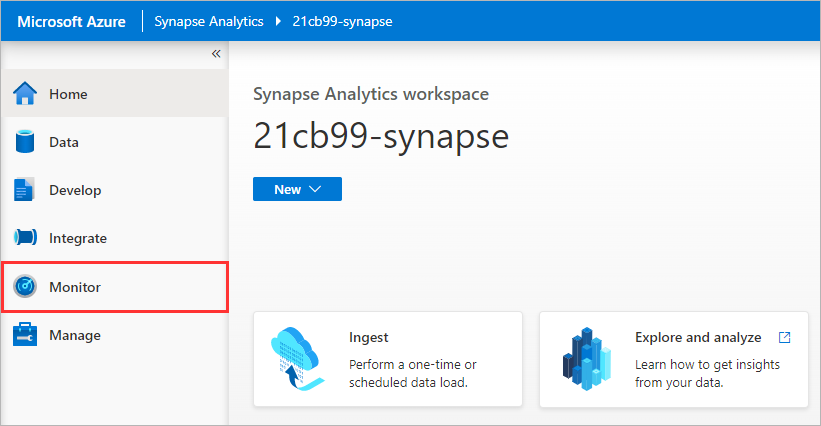 Microsoft Azure
Synapse Analytics
21cb99-synapse
Home
Data
Develop
Integrate
Monitor
Manage
Synapse Analytics workspace
21cb99-synapse
New
Ingest
Perform a one-time or
scheduled data load.
Explore and analyze
Learn how to get insights
from your data.